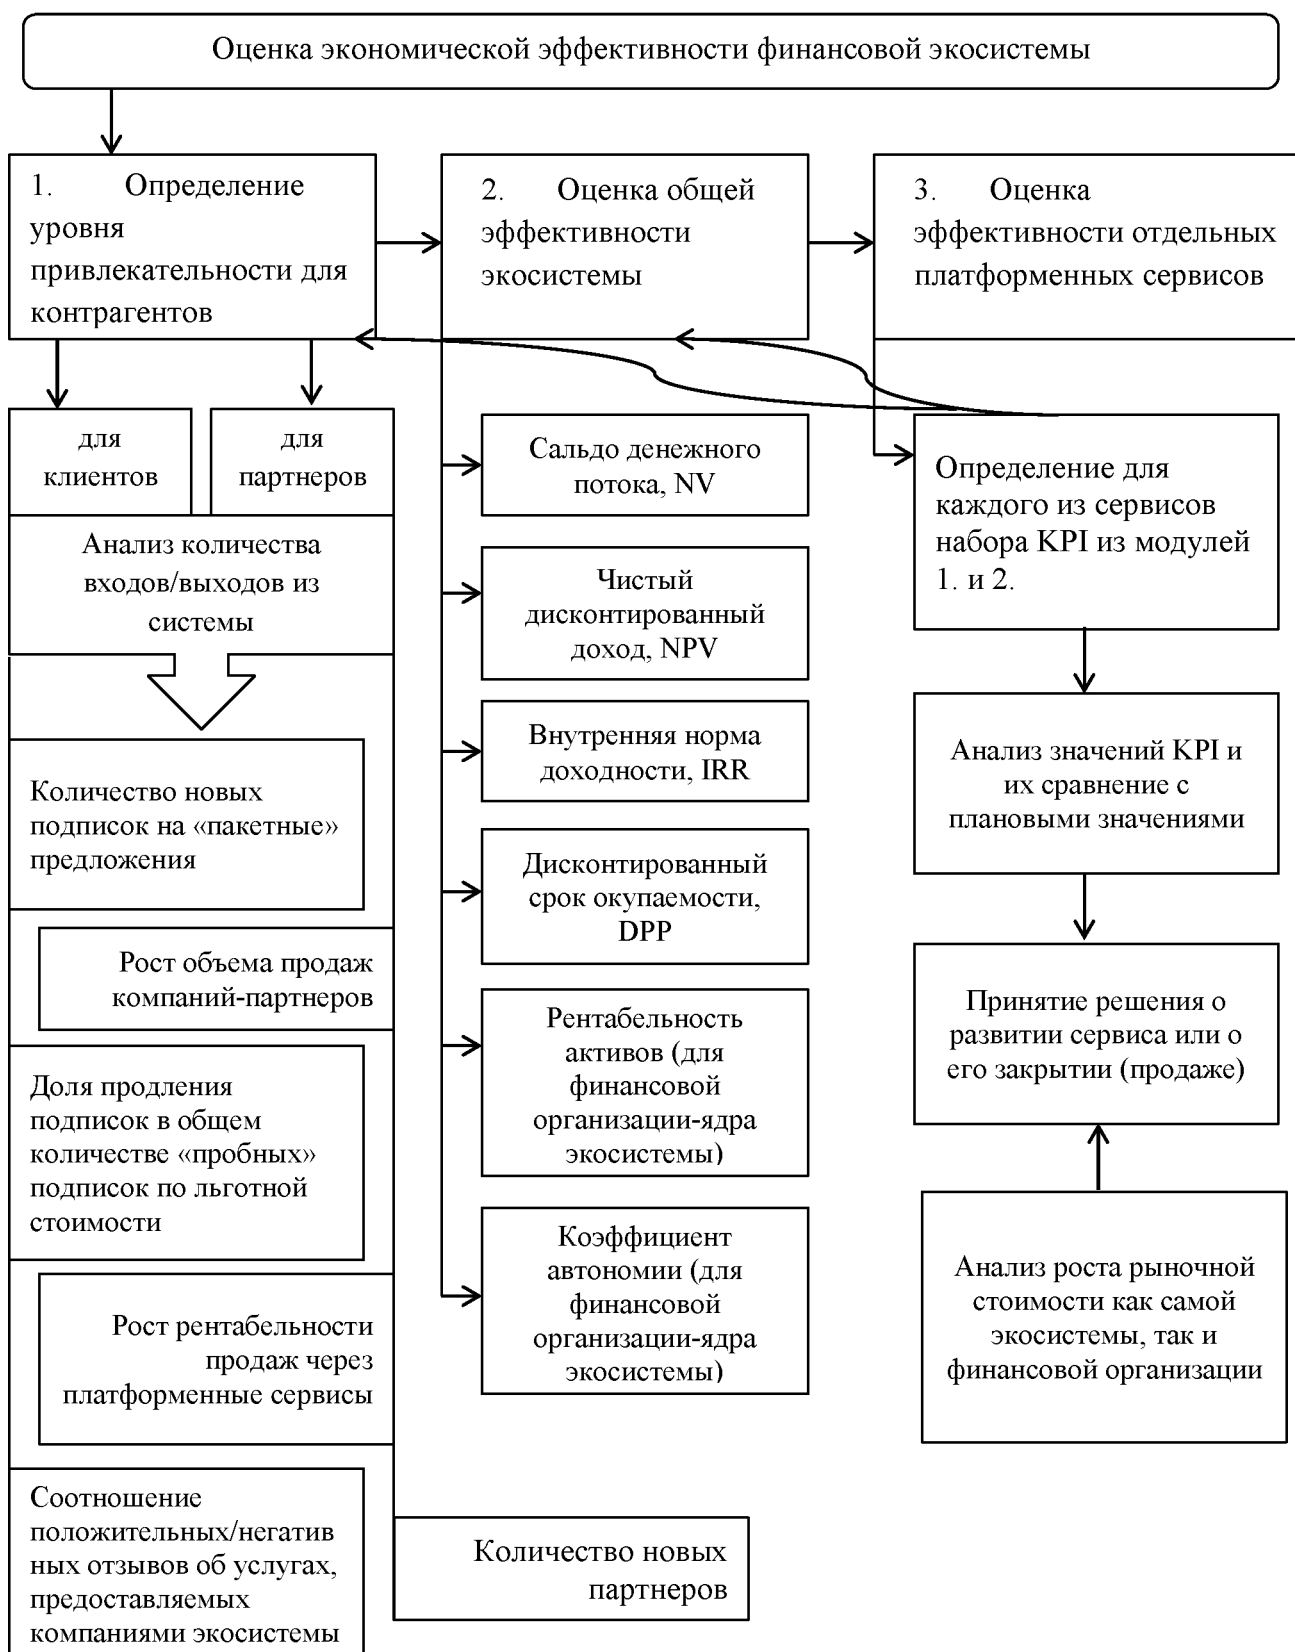 Оценка экономической эффективности финансовой экосистемы
1. Определение
уровня
привлекательности для
контрагентов
2. Оценка общей
эффективности
экосистемы
3. Оценка
эффективности отдельных
платформенных сервисов
для
клиентов
для
партнеров
Анализ количества
входов/выходов из
системы
Количество новых
подписок на «пакетные»
предложения
Рост объема продаж
компаний-партнеров
Доля продления
подписок в общем
количестве «пробных»
подписок по льготной
стоимости
Рост рентабельности
продаж через
платформенные сервисы
Соотношение
положительных/негатив
ных отзывов об услугах,
предоставляемых
компаниями экосистемы
Количество новых
партнеров
Сальдо денежного
потока, NV
Чистый
дисконтированный
доход, NPV
Внутренняя норма
доходности, IRR
Дисконтированный
срок окупаемости,
DPP
Рентабельность
активов (для
финансовой
организации-ядра
экосистемы)
Коэффициент
автономии (для
финансовой
организации-ядра
экосистемы)
Определение для
каждого из сервисов
набора KPI из модулей
1. и 2.
Анализ значений KPI и
их сравнение с
плановыми значениями
Принятие решения о
развитии сервиса или о
его закрытии (продаже)
Анализ роста рыночной
стоимости как самой
экосистемы, так и
финансовой организации